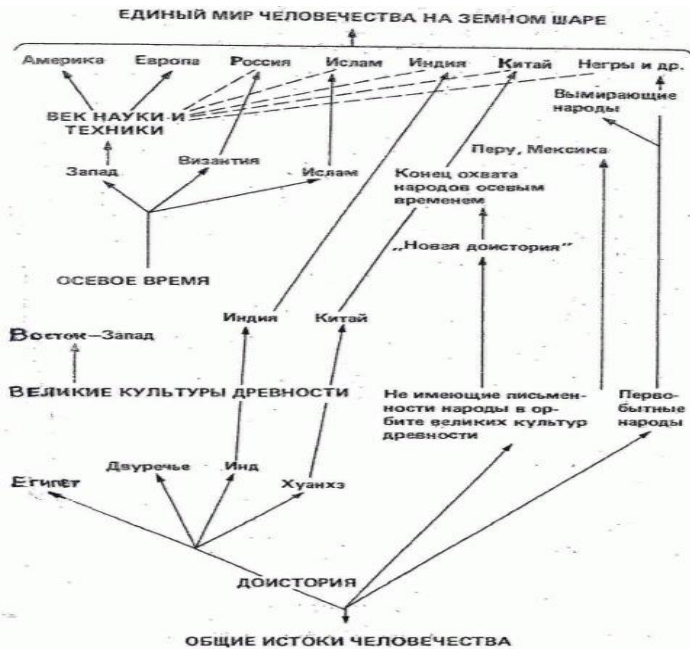 ЕДИНЫЙ МИР ЧЕЛОВЕЧЕСТВА НА ЗЕМНОМ ШАРЕ
Америка Европа Россия Ислам Индия Китай Негры и др.
ВЕК НАУКИ И
ТЕХНИКИ
Вымирающие
народы
Перу, Мексика
Запад
Византия
Ислам
Конец охвата
народов осевым
временем
„Новая доистория"
ОСЕВОЕ ВРЕМЯ
Индия Китай
Восток—Запад
ВЕЛИКИЕ КУЛЬТУРЫ ДРЕВНОСТИ
Не имеющие письмен-
ности народы в ор-
бите великих культур
древности
Перво-
бытные
народы
Египет
Двуречье
Инд
Хуанхэ
ДОИСТОРИЯ
ОБЩИЕ ИСТОКИ ЧЕЛОВЕЧЕСТВА